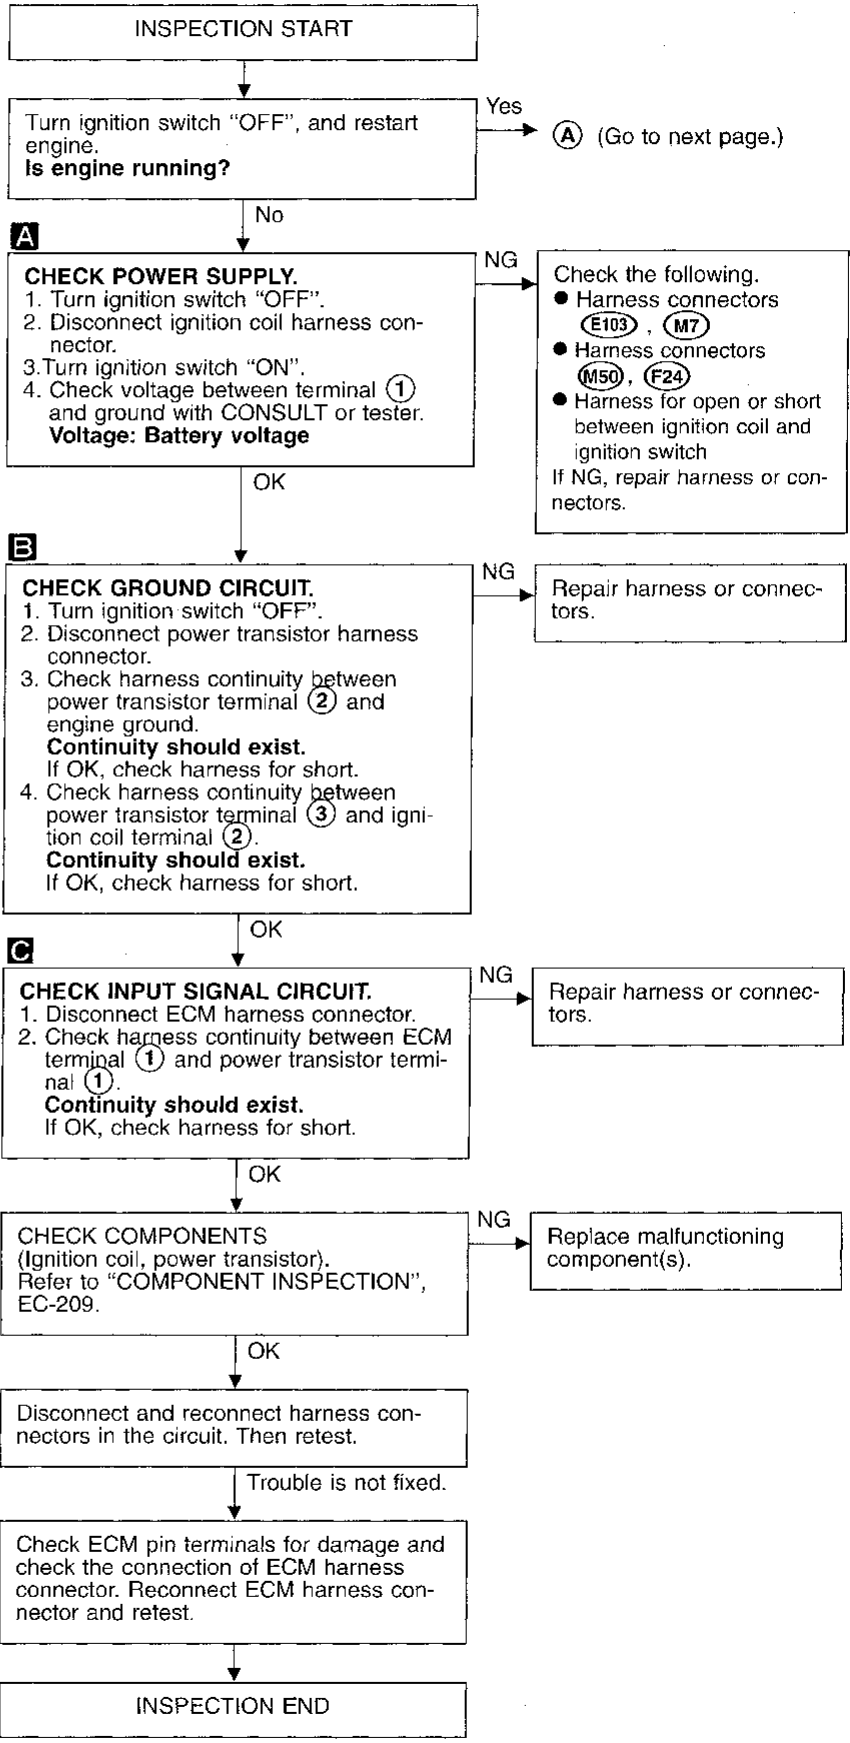 INSPECTION START
Turn ignition switch “OFF”, and restart
engine.
Is engine running?
Yes
A (Go to next page.)
No
A
CHECK POWER SUPPLY.
1. Turn ignition switch “OFF”.
2. Disconnect ignition coil harness con-
nector.
3.Turn ignition switch “ON”.
4. Check voltage between terminal ①
and ground with CONSULT or tester.
Voltage: Battery voltage
NG
Check the following.
● Harness connectors
E103 , M7
● Harness connectors
M50 , F24
● Harness for open or short
between ignition coil and
ignition switch
If NG, repair harness or con-
nectors.
OK
B
CHECK GROUND CIRCUIT.
1. Turn ignition switch “OFF”.
2. Disconnect power transistor harness
connector.
3. Check harness continuity between
power transistor terminal ② and
engine ground.
Continuity should exist.
If OK, check harness for short.
4. Check harness continuity between
power transistor terminal ③ and igni-
tion coil terminal ②.
Continuity should exist.
If OK, check harness for short.
NG
Repair harness or connec-
tors.
OK
C
CHECK INPUT SIGNAL CIRCUIT.
1. Disconnect ECM harness connector.
2. Check harness continuity between ECM
terminal ① and power transistor termi-
nal ①.
Continuity should exist.
If OK, check harness for short.
NG
Repair harness or connec-
tors.
OK
CHECK COMPONENTS
(Ignition coil, power transistor).
Refer to “COMPONENT INSPECTION”,
EC-209.
NG
Replace malfunctioning
component(s).
OK
Disconnect and reconnect harness con-
nectors in the circuit. Then retest.
Trouble is not fixed.
Check ECM pin terminals for damage and
check the connection of ECM harness
connector. Reconnect ECM harness con-
nector and retest.
INSPECTION END